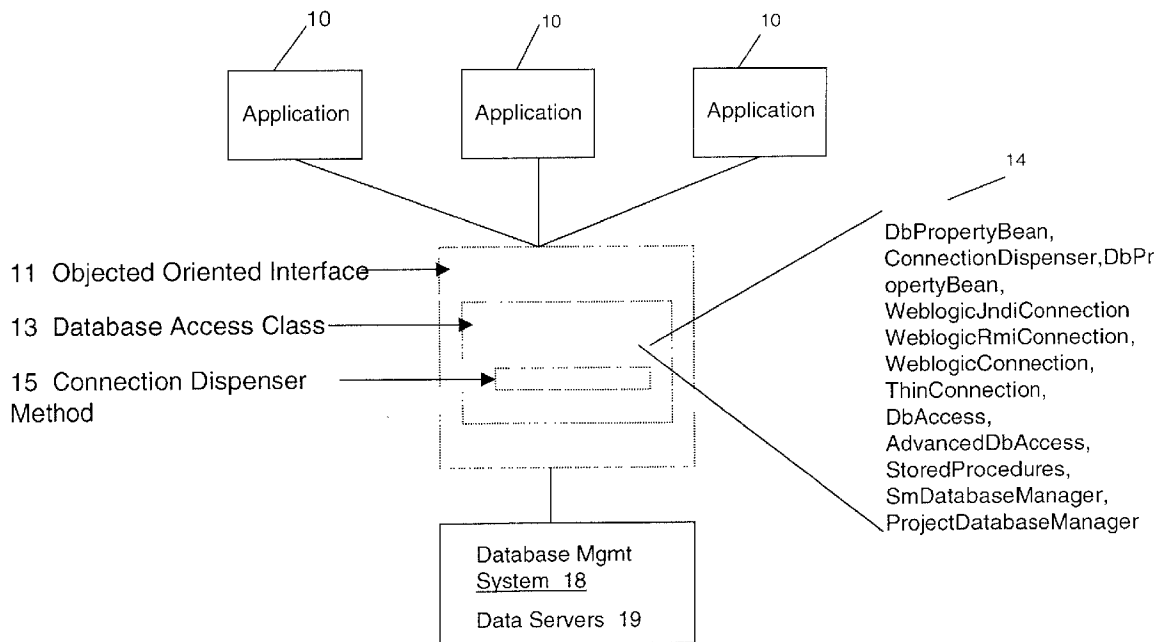 10
10
10
Application
Application
Application
14
DbPropertyBean,
ConnectionDispenser,DbPr
opertyBean,
WeblogicJndiConnection
WeblogicRmiConnection,
WeblogicConnection,
ThinConnection,
DbAccess,
AdvancedDbAccess,
StoredProcedures,
SmDatabaseManager,
ProjectDatabaseManager
11 Objected Oriented Interface
13 Database Access Class
15 Connection Dispenser
Method
Database Mgmt
System 18
Data Servers 19